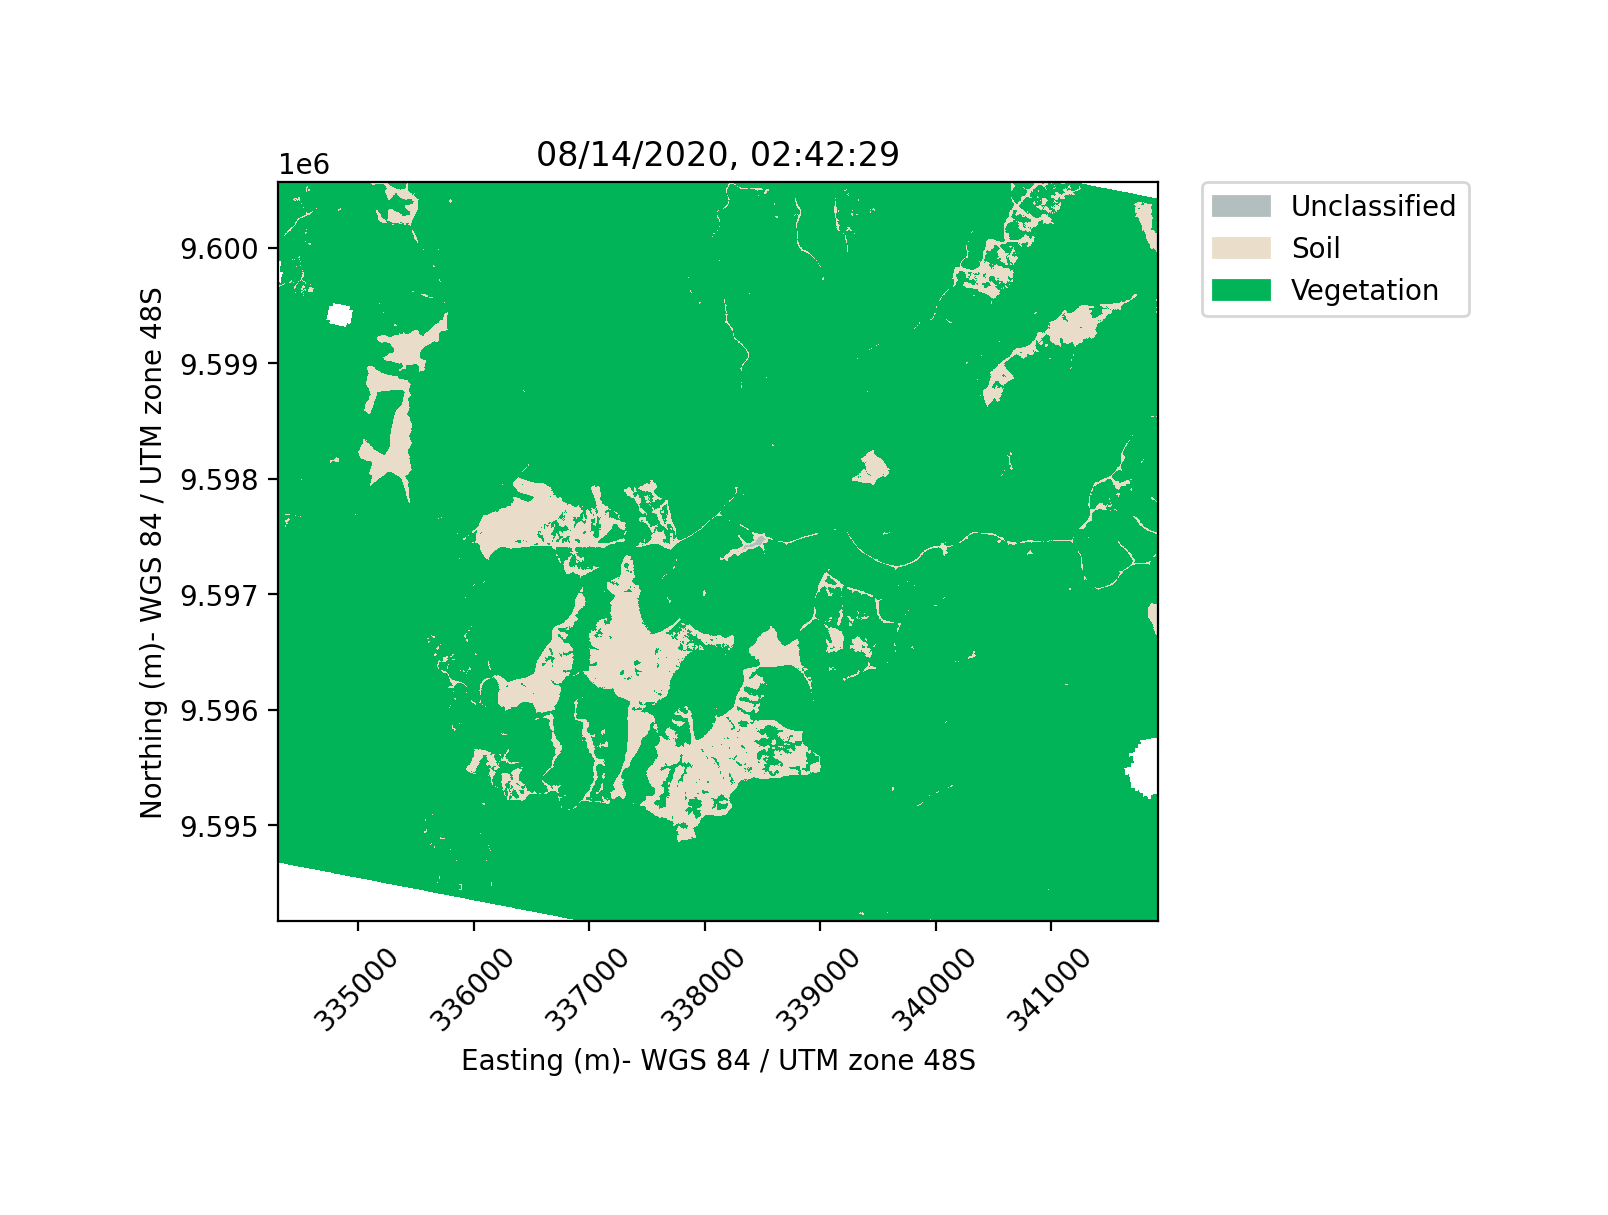 08/14/2020, 02:42:29
1e6
9.600
9.599
9.598
9.597
9.596
9.595
Northing (m)- WGS 84 / UTM zone 48S
335000
336000
337000
338000
339000
340000
341000
Easting (m)- WGS 84 / UTM zone 48S
Unclassified
Soil
Vegetation